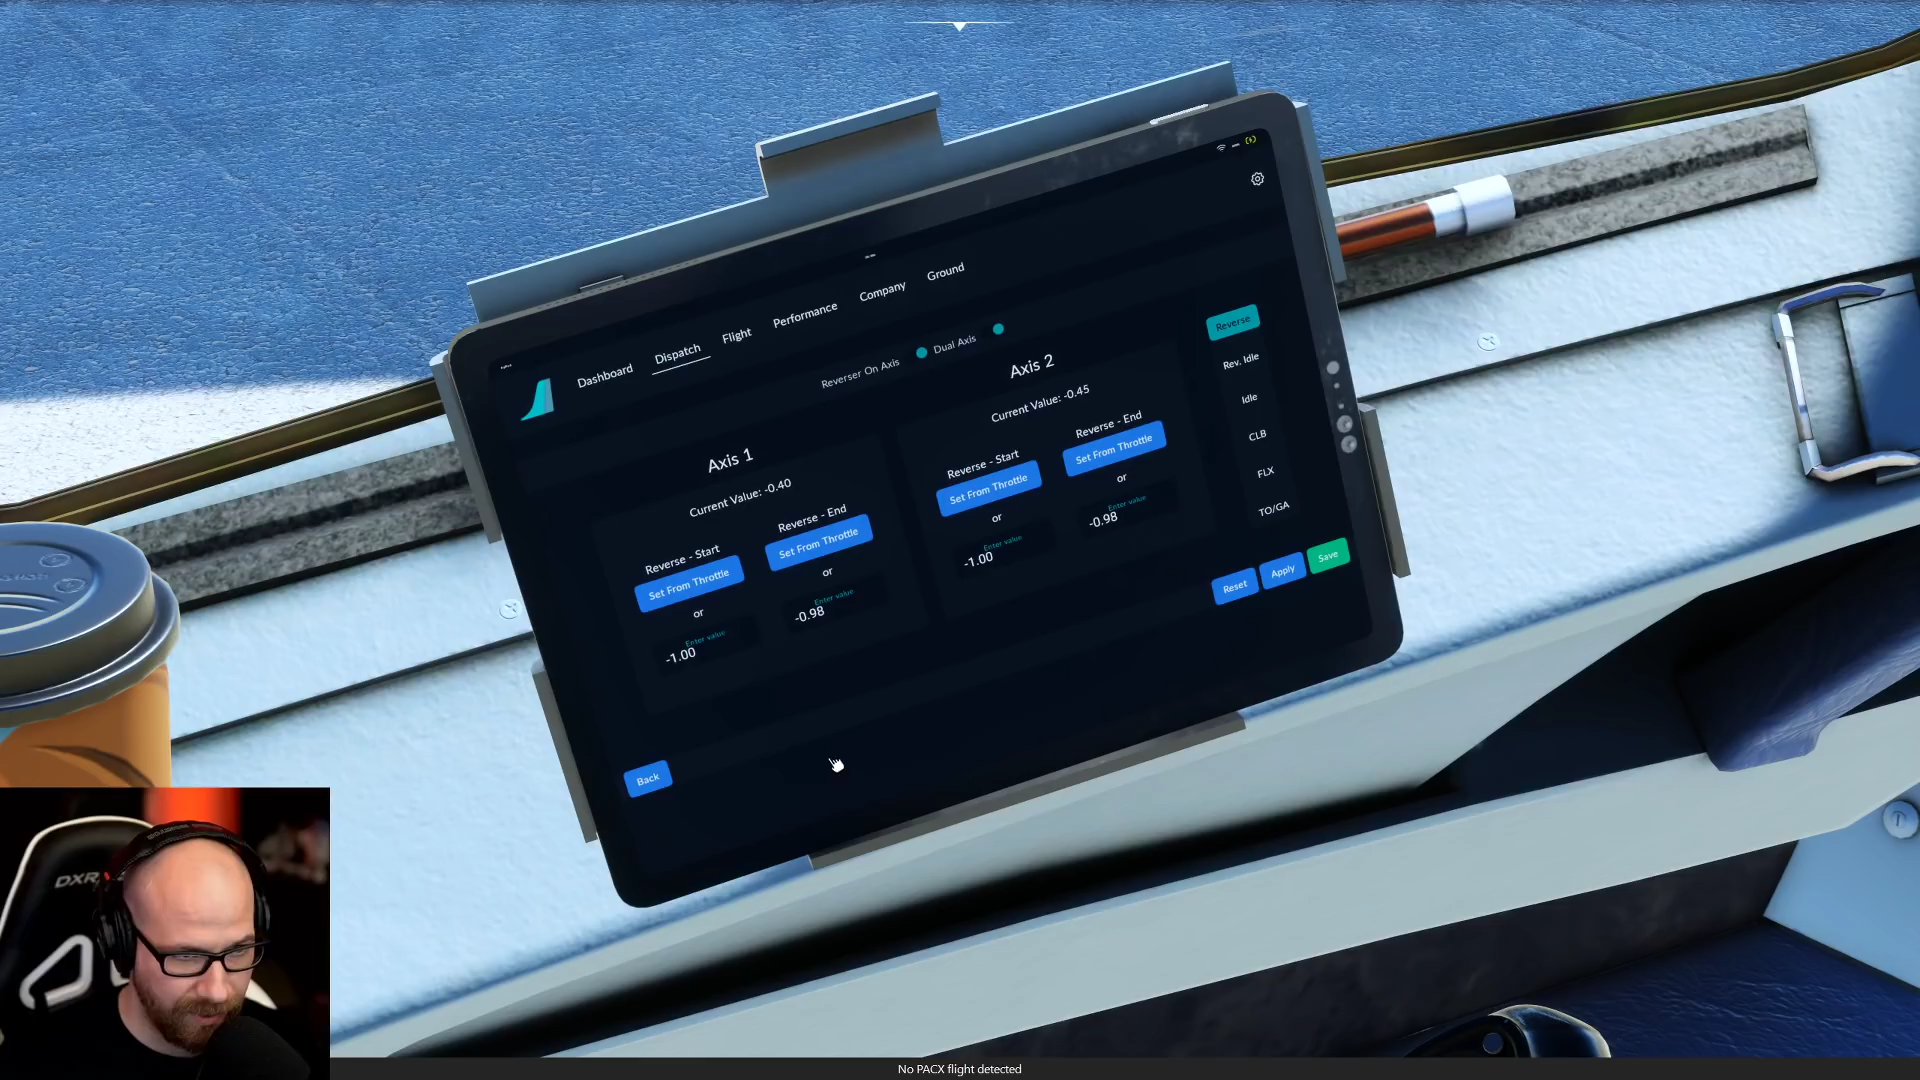 Dashboard
Dispatch
Flight
Performance
Company
Ground
Reverser On Axis
Dual Axis
Axis 1
Current Value: -0.40
Reverse - Start
Set From Throttle
or
Enter value
-1.00
Reverse - End
Set From Throttle
or
Enter value
-0.98
Axis 2
Current Value: -0.45
Reverse - Start
Set From Throttle
or
Enter value
-1.00
Reverse - End
Set From Throttle
or
Enter value
-0.98
Reverse
Rev. Idle
Idle
CLB
FLX
TO/GA
Reset
Apply
Save
Back
No PACX flight detected